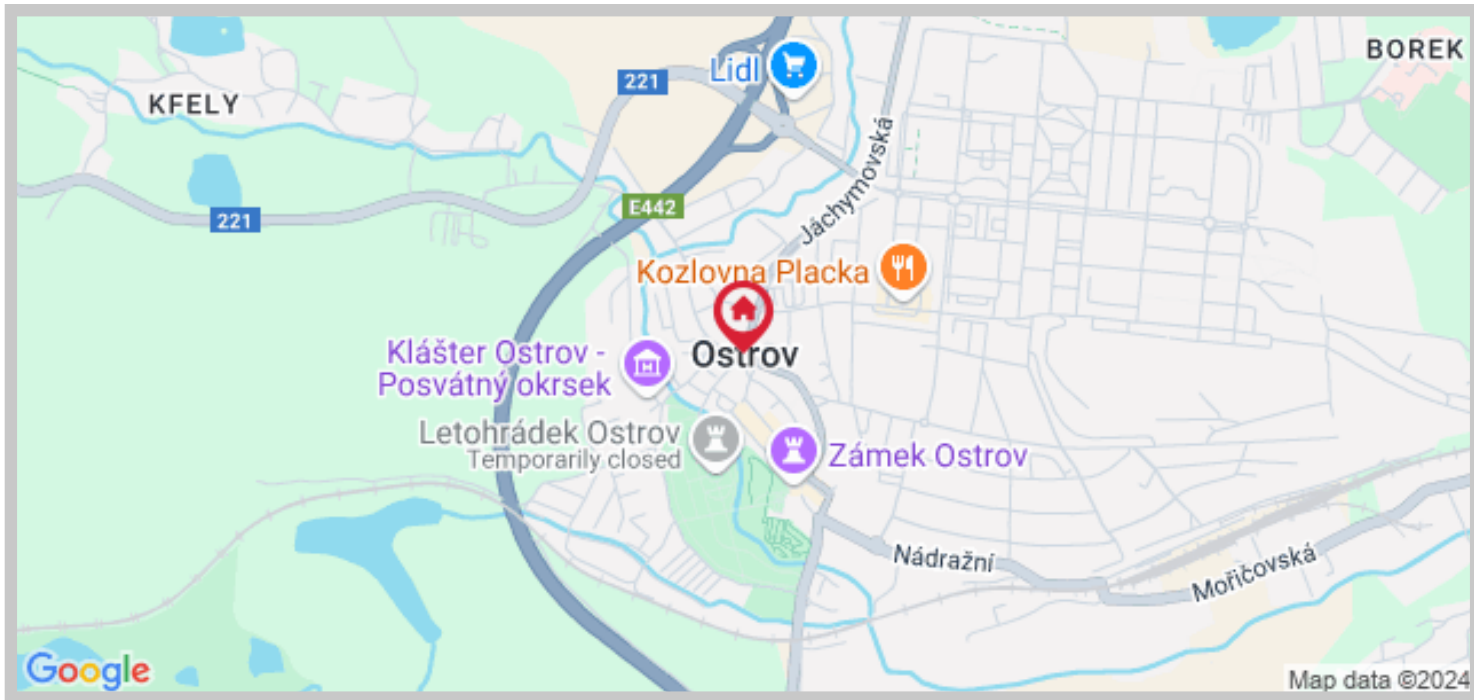 BOREK
Lidl
221
KFELY
Jáchymovská
E442
221
Kozlovna Placka
Ostrov
Klášter Ostrov -
Posvátný okrsek
Letohrádek Ostrov
Temporarily closed
Zámek Ostrov
Nádražní
Mořičovská
Google
Map data ©2024